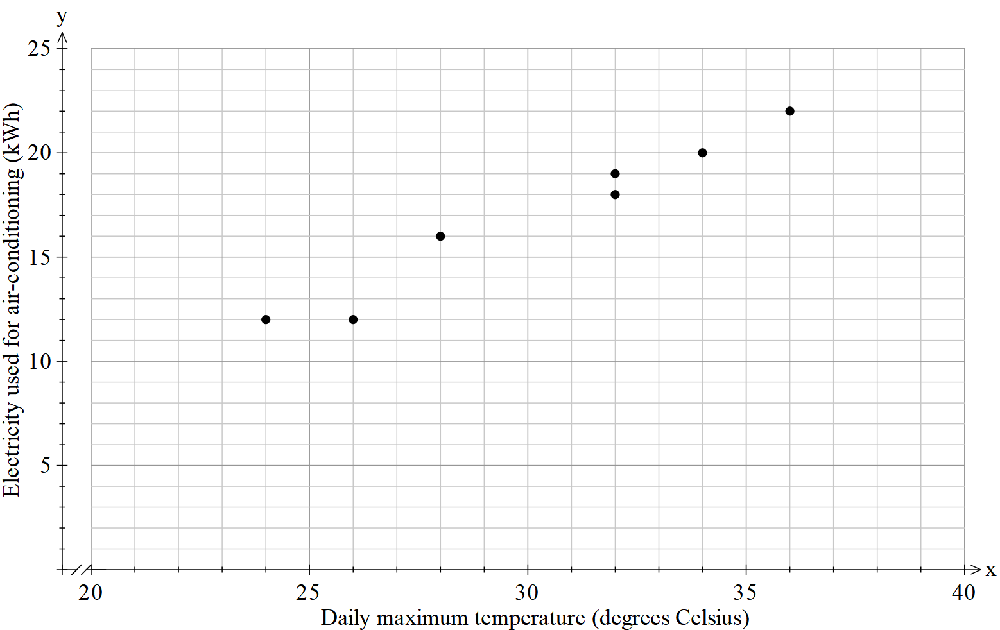 y
25
20
15
10
5
Electricity used for air-conditioning (kWh)
20 25 30 35 40
x
Daily maximum temperature (degrees Celsius)